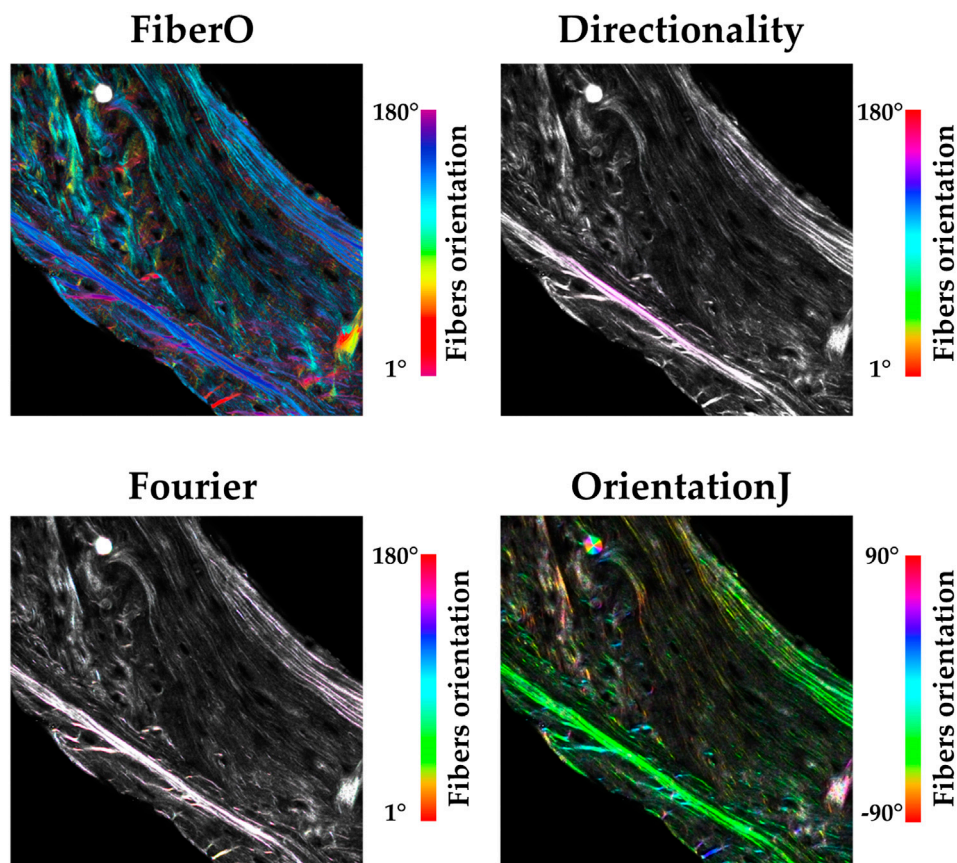 FiberO
Directionality
180°
Fibers orientation
1°
180°
Fibers orientation
1°
Fourier
OrientationJ
180°
Fibers orientation
1°
90°
Fibers orientation
-90°